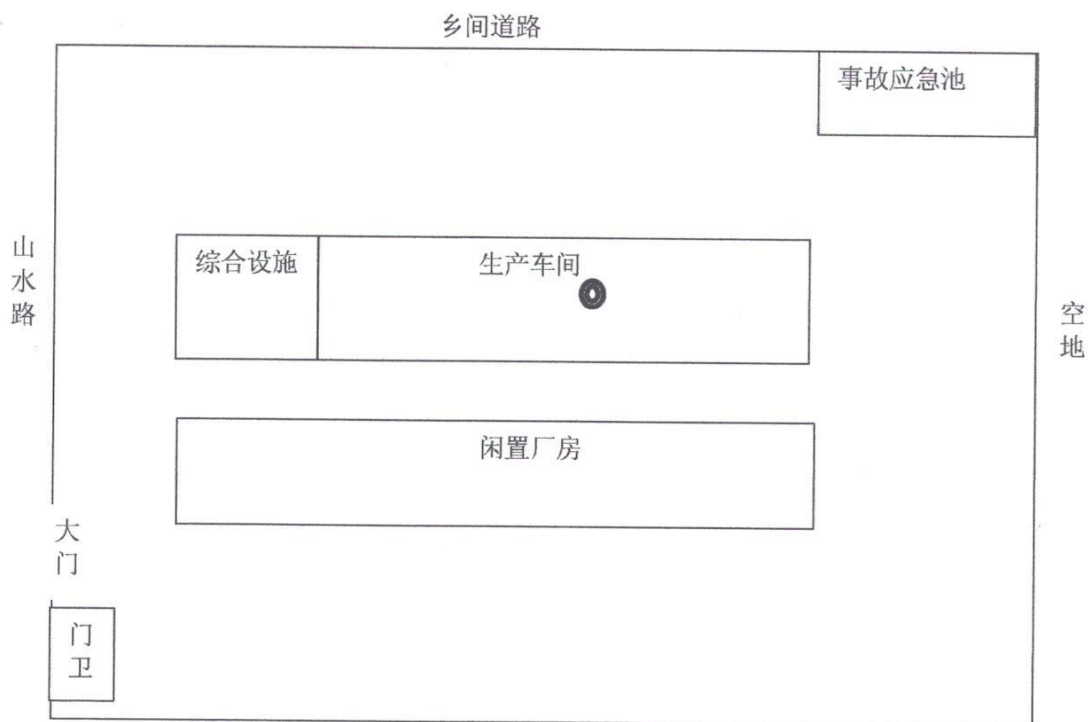 乡间道路
事故应急池
山水路
综合设施
生产车间
空地
闲置厂房
大门
门卫